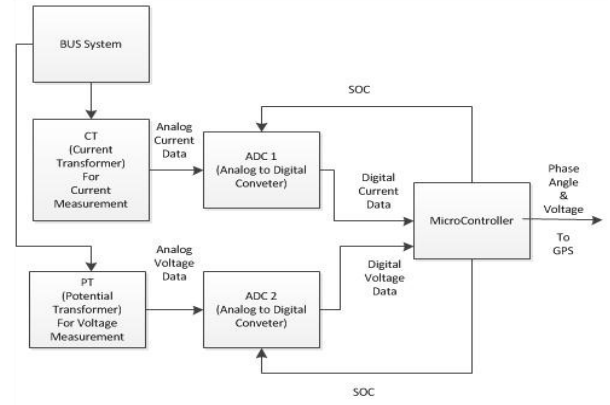 BUS System
SOC
CT
(Current
Transformer)
For
Current
Measurement
Analog
Current
Data
ADC 1
(Analog to Digital
Conveter)
Digital
Current
Data
MicroController
Phase
Angle
&
Voltage
To
GPS
PT
(Potential
Transformer)
For Voltage
Measurement
Analog
Voltage
Data
ADC 2
(Analog to Digital
Conveter)
Digital
Voltage
Data
SOC